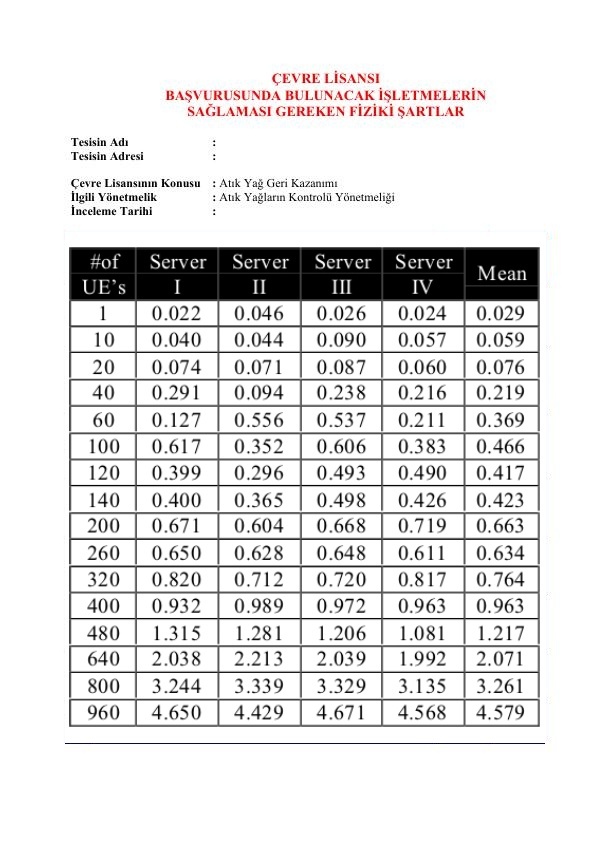 ÇEVRE LİSANSI
BAŞVURUSUNDA BULUNACAK İŞLETMELERİN
SAĞLAMASI GEREKEN FİZİKİ ŞARTLAR
Tesisin Adı :
Tesisin Adresi :
Çevre Lisansının Konusu : Atık Yağ Geri Kazanımı
İlgili Yönetmelik : Atık Yağların Kontrolü Yönetmeliği
İnceleme Tarihi :
#of Server Server Server Server Mean
UE's I II III IV
1 0.022 0.046 0.026 0.024 0.029
10 0.040 0.044 0.090 0.057 0.059
20 0.074 0.071 0.087 0.060 0.076
40 0.291 0.094 0.238 0.216 0.219
60 0.127 0.556 0.537 0.211 0.369
100 0.617 0.352 0.606 0.383 0.466
120 0.399 0.296 0.493 0.490 0.417
140 0.400 0.365 0.498 0.426 0.423
200 0.671 0.604 0.668 0.719 0.663
260 0.650 0.628 0.648 0.611 0.634
320 0.820 0.712 0.720 0.817 0.764
400 0.932 0.989 0.972 0.963 0.963
480 1.315 1.281 1.206 1.081 1.217
640 2.038 2.213 2.039 1.992 2.071
800 3.244 3.339 3.329 3.135 3.261
960 4.650 4.429 4.671 4.568 4.579